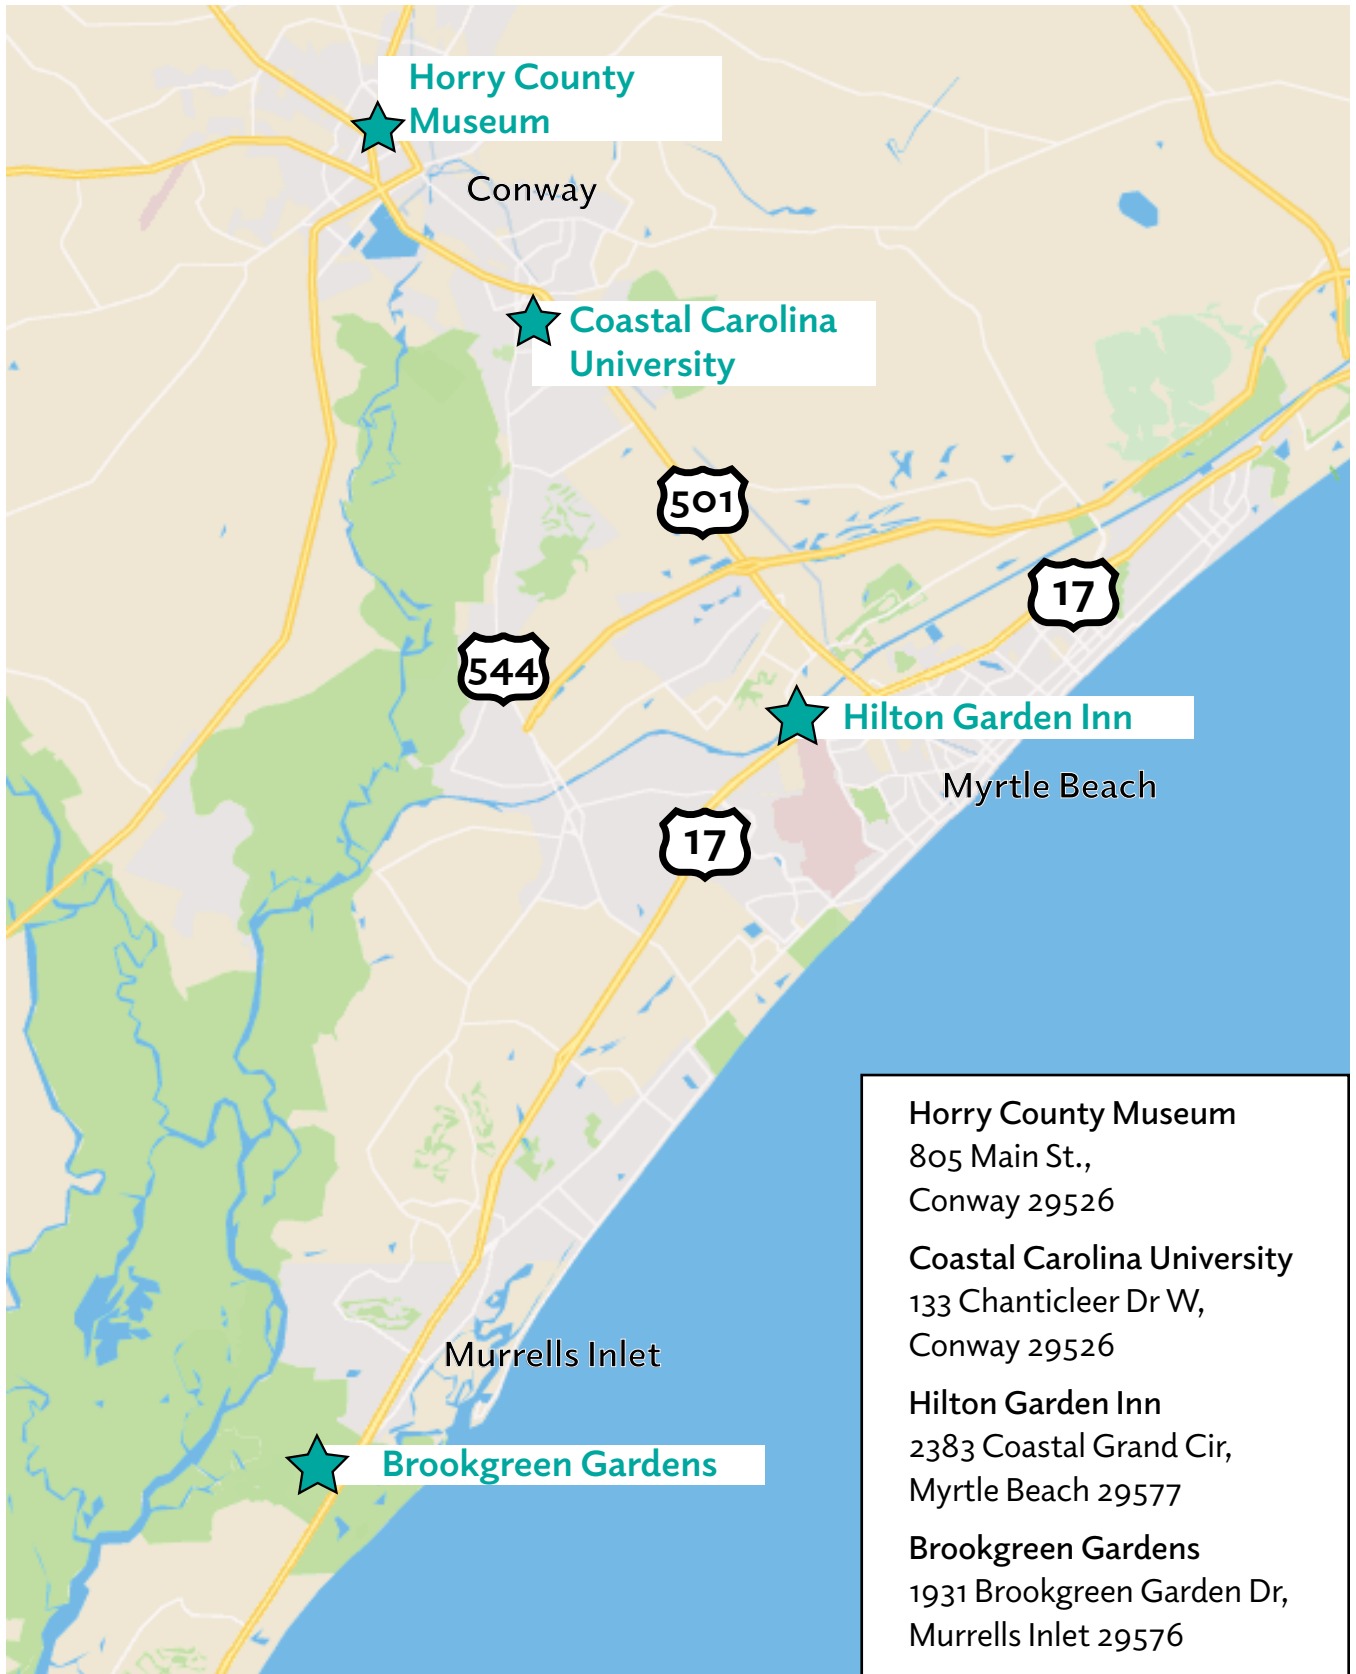 Horry County
Museum
Conway
Coastal Carolina
University
501
17
544
Hilton Garden Inn
Myrtle Beach
17
Murrells Inlet
Brookgreen Gardens
Horry County Museum
805 Main St.,
Conway 29526
Coastal Carolina University
133 Chanticleer Dr W,
Conway 29526
Hilton Garden Inn
2383 Coastal Grand Cir,
Myrtle Beach 29577
Brookgreen Gardens
1931 Brookgreen Garden Dr,
Murrells Inlet 29576